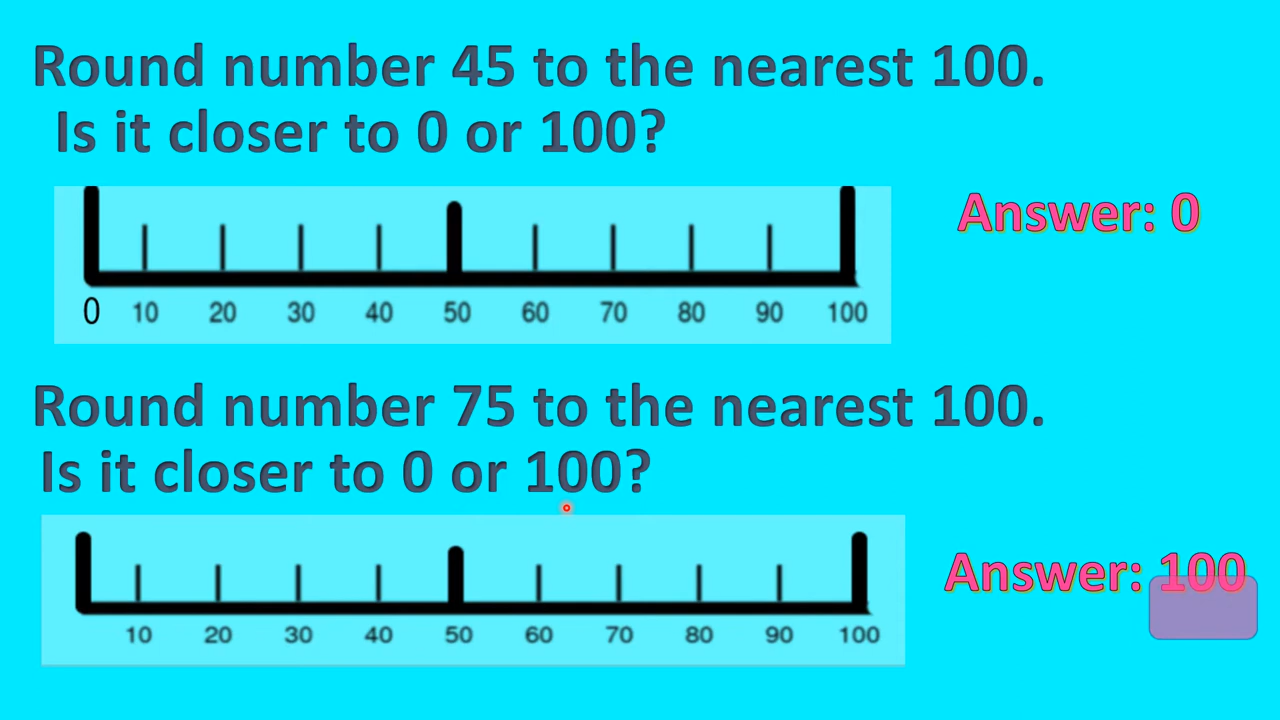 Round number 45 to the nearest 100.
Is it closer to 0 or 100?
Answer: 0
0 10 20 30 40 50 60 70 80 90 100
Round number 75 to the nearest 100.
Is it closer to 0 or 100?
Answer: 100
10 20 30 40 50 60 70 80 90 100